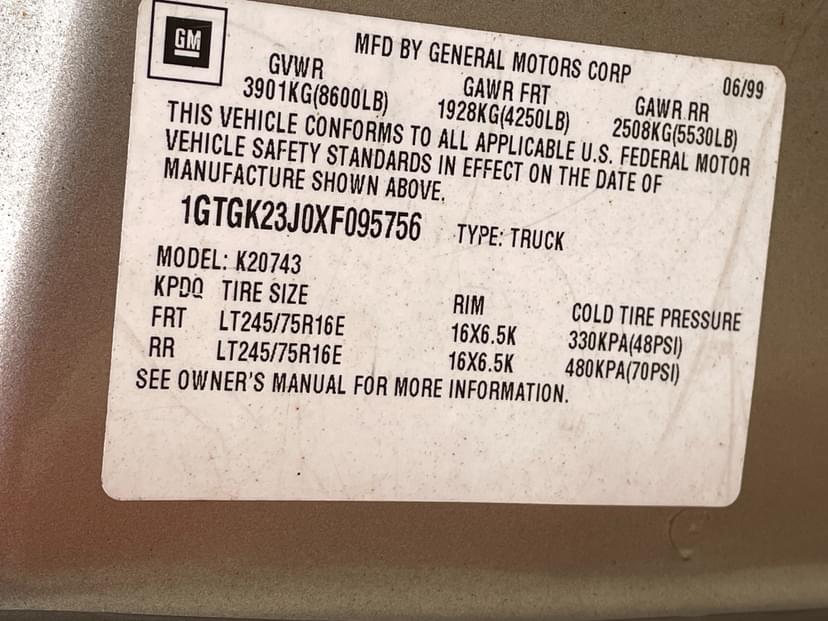 GM
MFD BY GENERAL MOTORS CORP 06/99
GVWR GAWR FRT GAWR RR
3901KG(8600LB) 1928KG(4250LB) 2508KG(5530LB)
THIS VEHICLE CONFORMS TO ALL APPLICABLE U.S. FEDERAL MOTOR
VEHICLE SAFETY STANDARDS IN EFFECT ON THE DATE OF
MANUFACTURE SHOWN ABOVE.
1GTGK23J0XF095756 TYPE: TRUCK
MODEL: K20743
KPDQ TIRE SIZE RIM COLD TIRE PRESSURE
FRT LT245/75R16E 16X6.5K 330KPA(48PSI)
RR LT245/75R16E 16X6.5K 480KPA(70PSI)
SEE OWNER'S MANUAL FOR MORE INFORMATION.